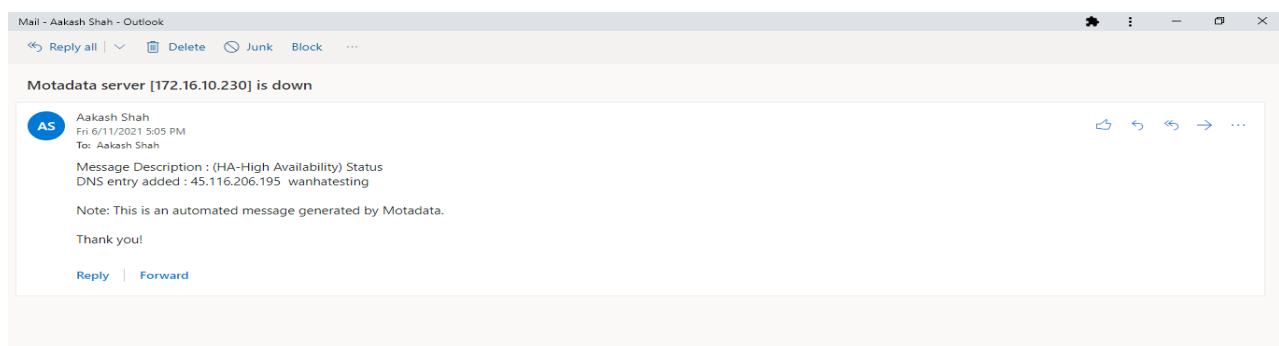 Mail - Aakash Shah - Outlook
Reply all Delete Junk Block ...
Motadata server [172.16.10.230] is down
AS
Aakash Shah
Fri 6/11/2021 5:05 PM
To: Aakash Shah
Message Description : (HA-High Availability) Status
DNS entry added : 45.116.206.195 wanhatesting
Note: This is an automated message generated by Motadata.
Thank you!
Reply Forward